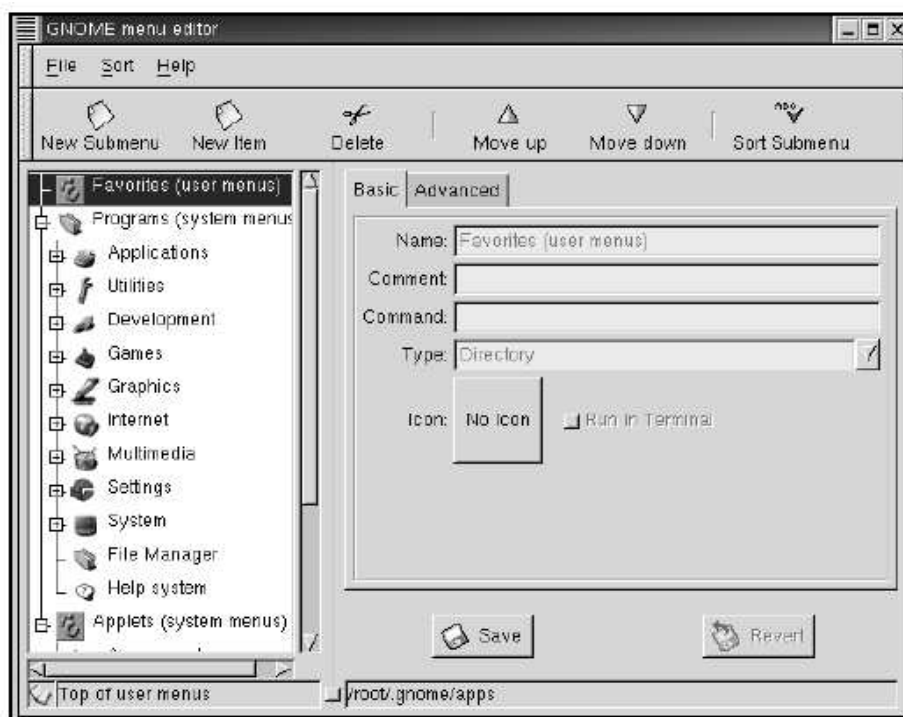 GNOME menu editor
File Sort Help
New Submenu New Item Delete Move up Move down Sort Submenu
Favorites (user menus)
Programs (system menus
Applications
Utilities
Development
Games
Graphics
Internet
Multimedia
Settings
System
File Manager
Help system
Applets (system menus)
Basic Advanced
Name: Favorites (user menus)
Comment:
Command:
Type: Directory
Icon: No Icon Run in Terminal
Save Revert
Top of user menus /root/.gnome/apps